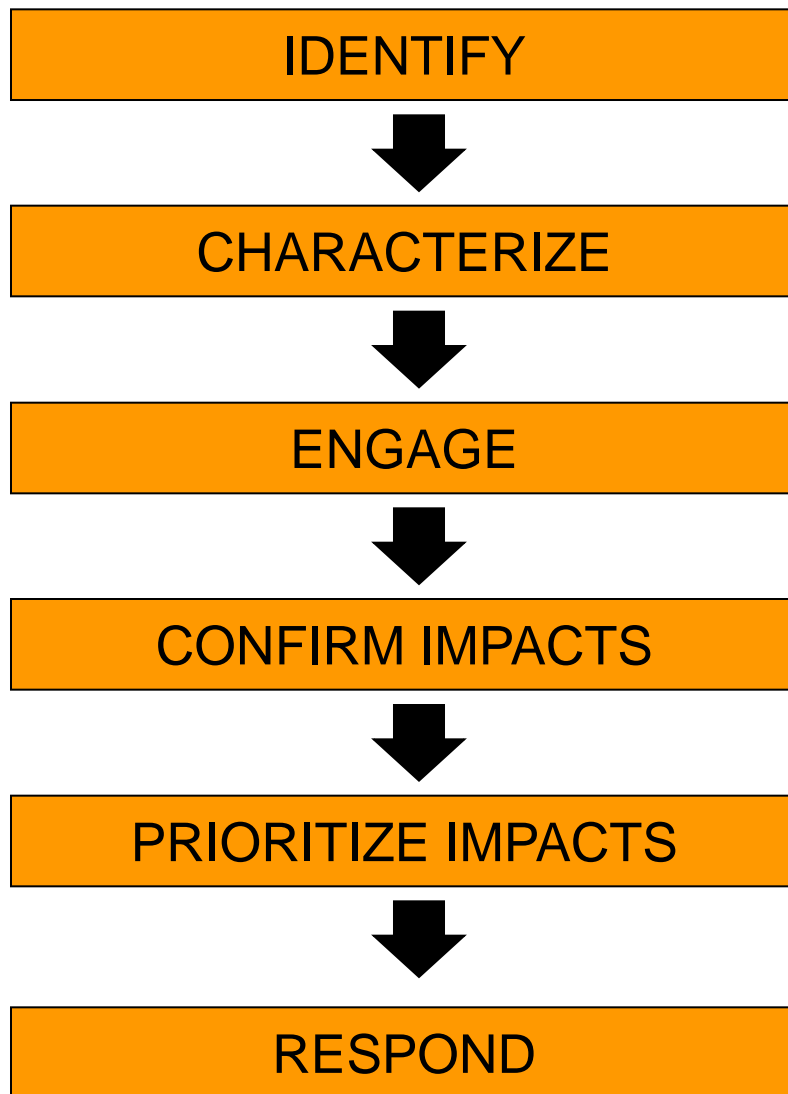 IDENTIFY
CHARACTERIZE
ENGAGE
CONFIRM IMPACTS
PRIORITIZE IMPACTS
RESPOND